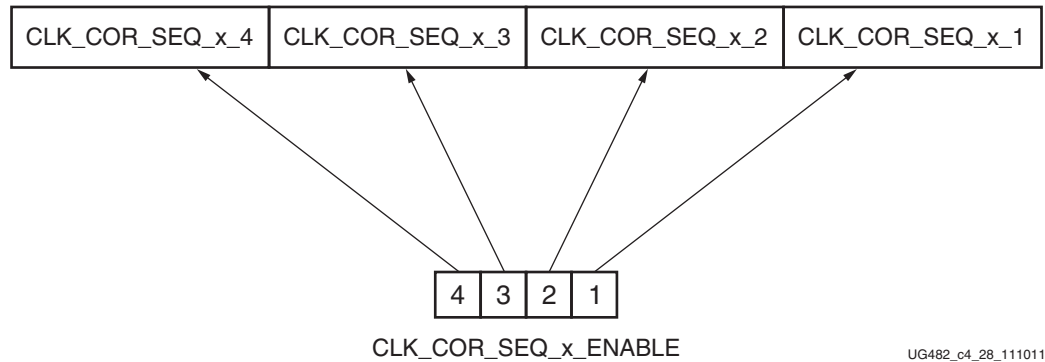 CLK_COR_SEQ_x_4 CLK_COR_SEQ_x_3 CLK_COR_SEQ_x_2 CLK_COR_SEQ_x_1
4 3 2 1
CLK_COR_SEQ_x_ENABLE
UG482_c4_28_111011